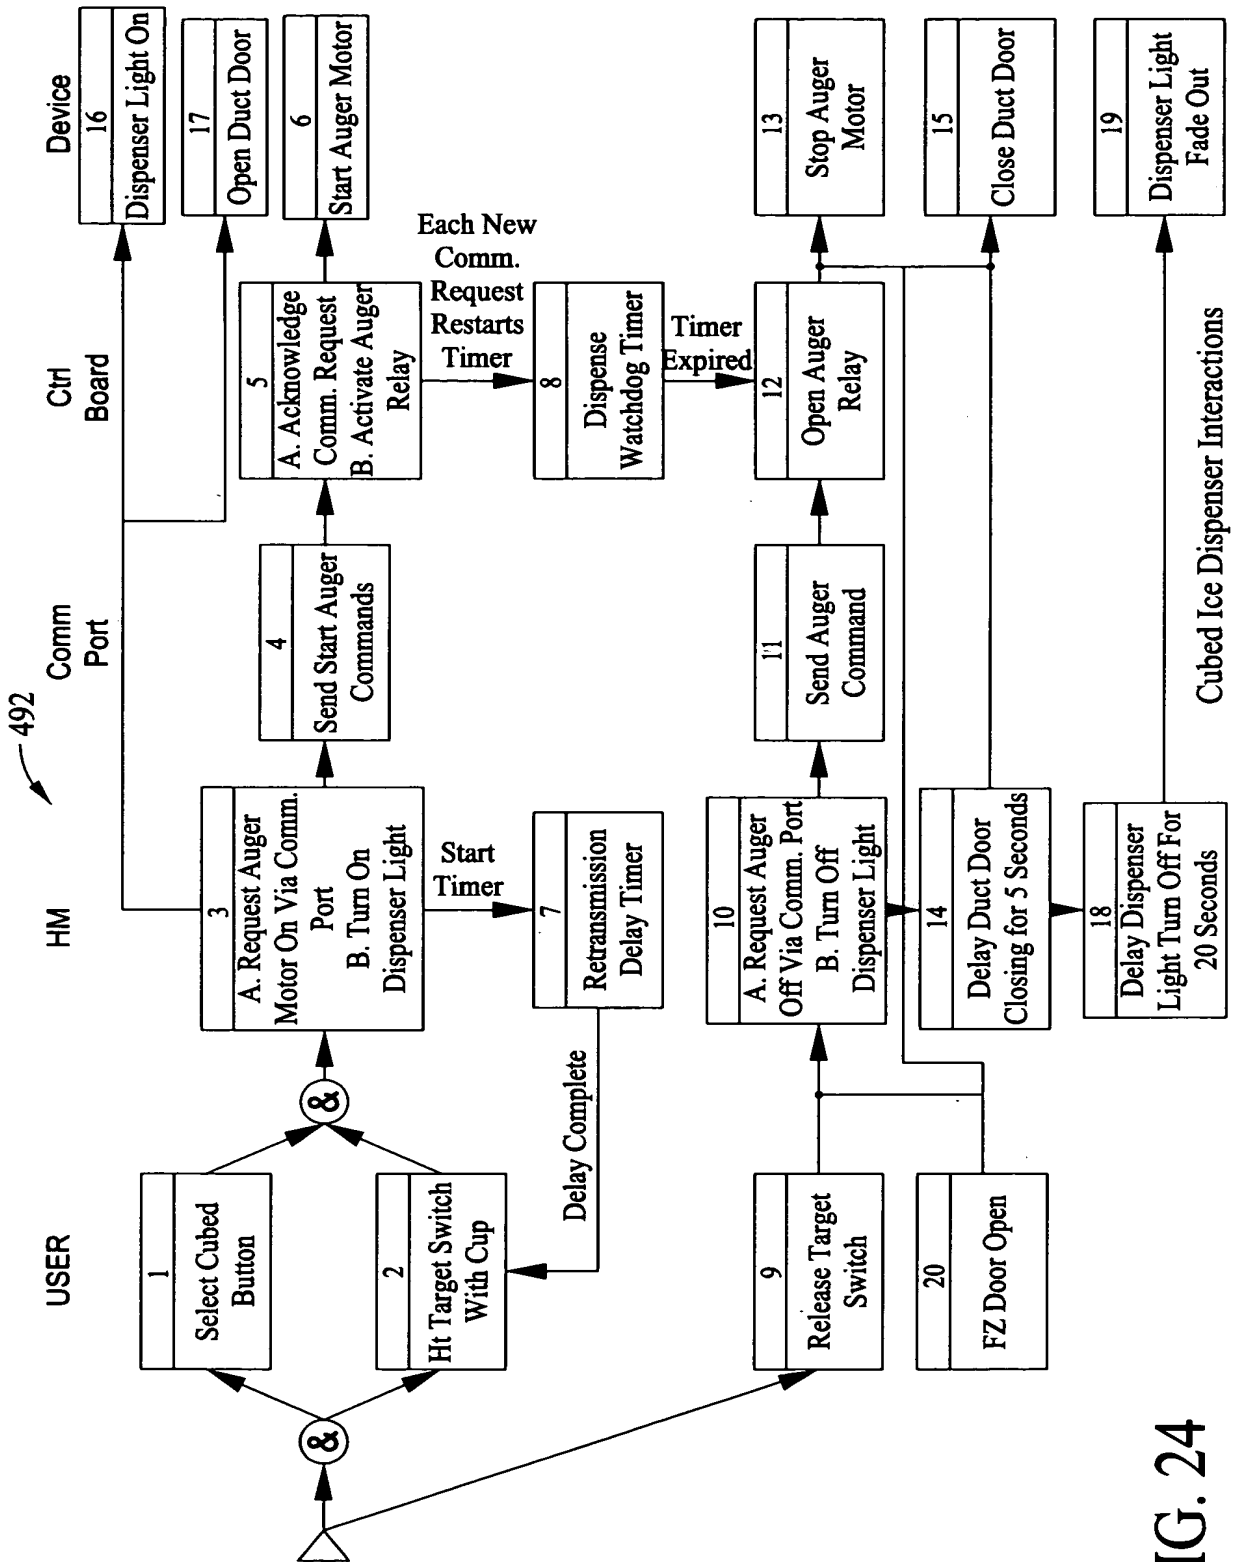 492
USER
HM
Comm
Port
Ctrl
Board
Device
&
1
Select Cubed
Button
2
Ht Target Switch
With Cup
&
3
A. Request Auger
Motor On Via Comm.
Port
B. Turn On
Dispenser Light
4
Send Start Auger
Commands
5
A. Acknowledge
Comm. Request
B. Activate Auger
Relay
16
Dispenser Light On
17
Open Duct Door
6
Start Auger Motor
Delay Complete
Start
Timer
7
Retransmission
Delay Timer
Each New
Comm.
Request
Restarts
Timer
8
Dispense
Watchdog Timer
Timer
Expired
9
Release Target
Switch
10
A. Request Auger
Off Via Comm. Port
B. Turn Off
Dispenser Light
11
Send Auger
Command
12
Open Auger
Relay
13
Stop Auger
Motor
20
FZ Door Open
14
Delay Duct Door
Closing for 5 Seconds
15
Close Duct Door
18
Delay Dispenser
Light Turn Off For
20 Seconds
19
Dispenser Light
Fade Out
Cubed Ice Dispenser Interactions
IG. 24